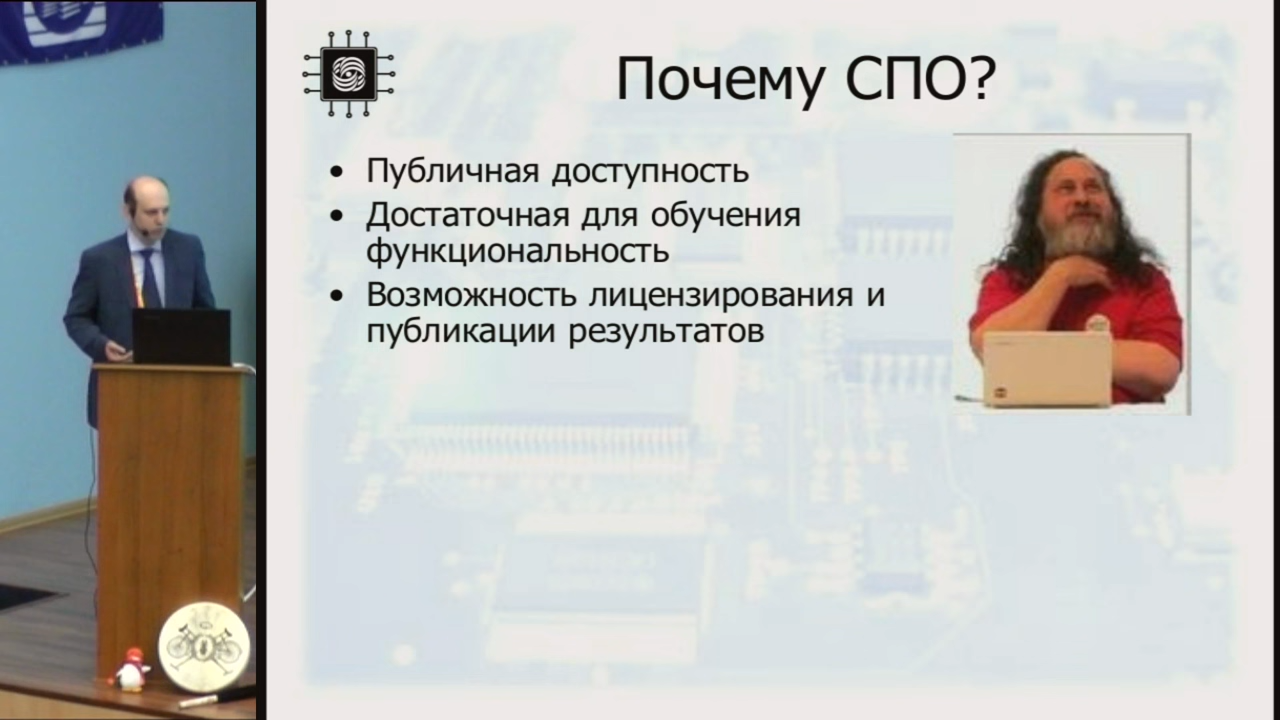 Почему СПО?
• Публичная доступность
• Достаточная для обучения
функциональность
• Возможность лицензирования и
публикации результатов